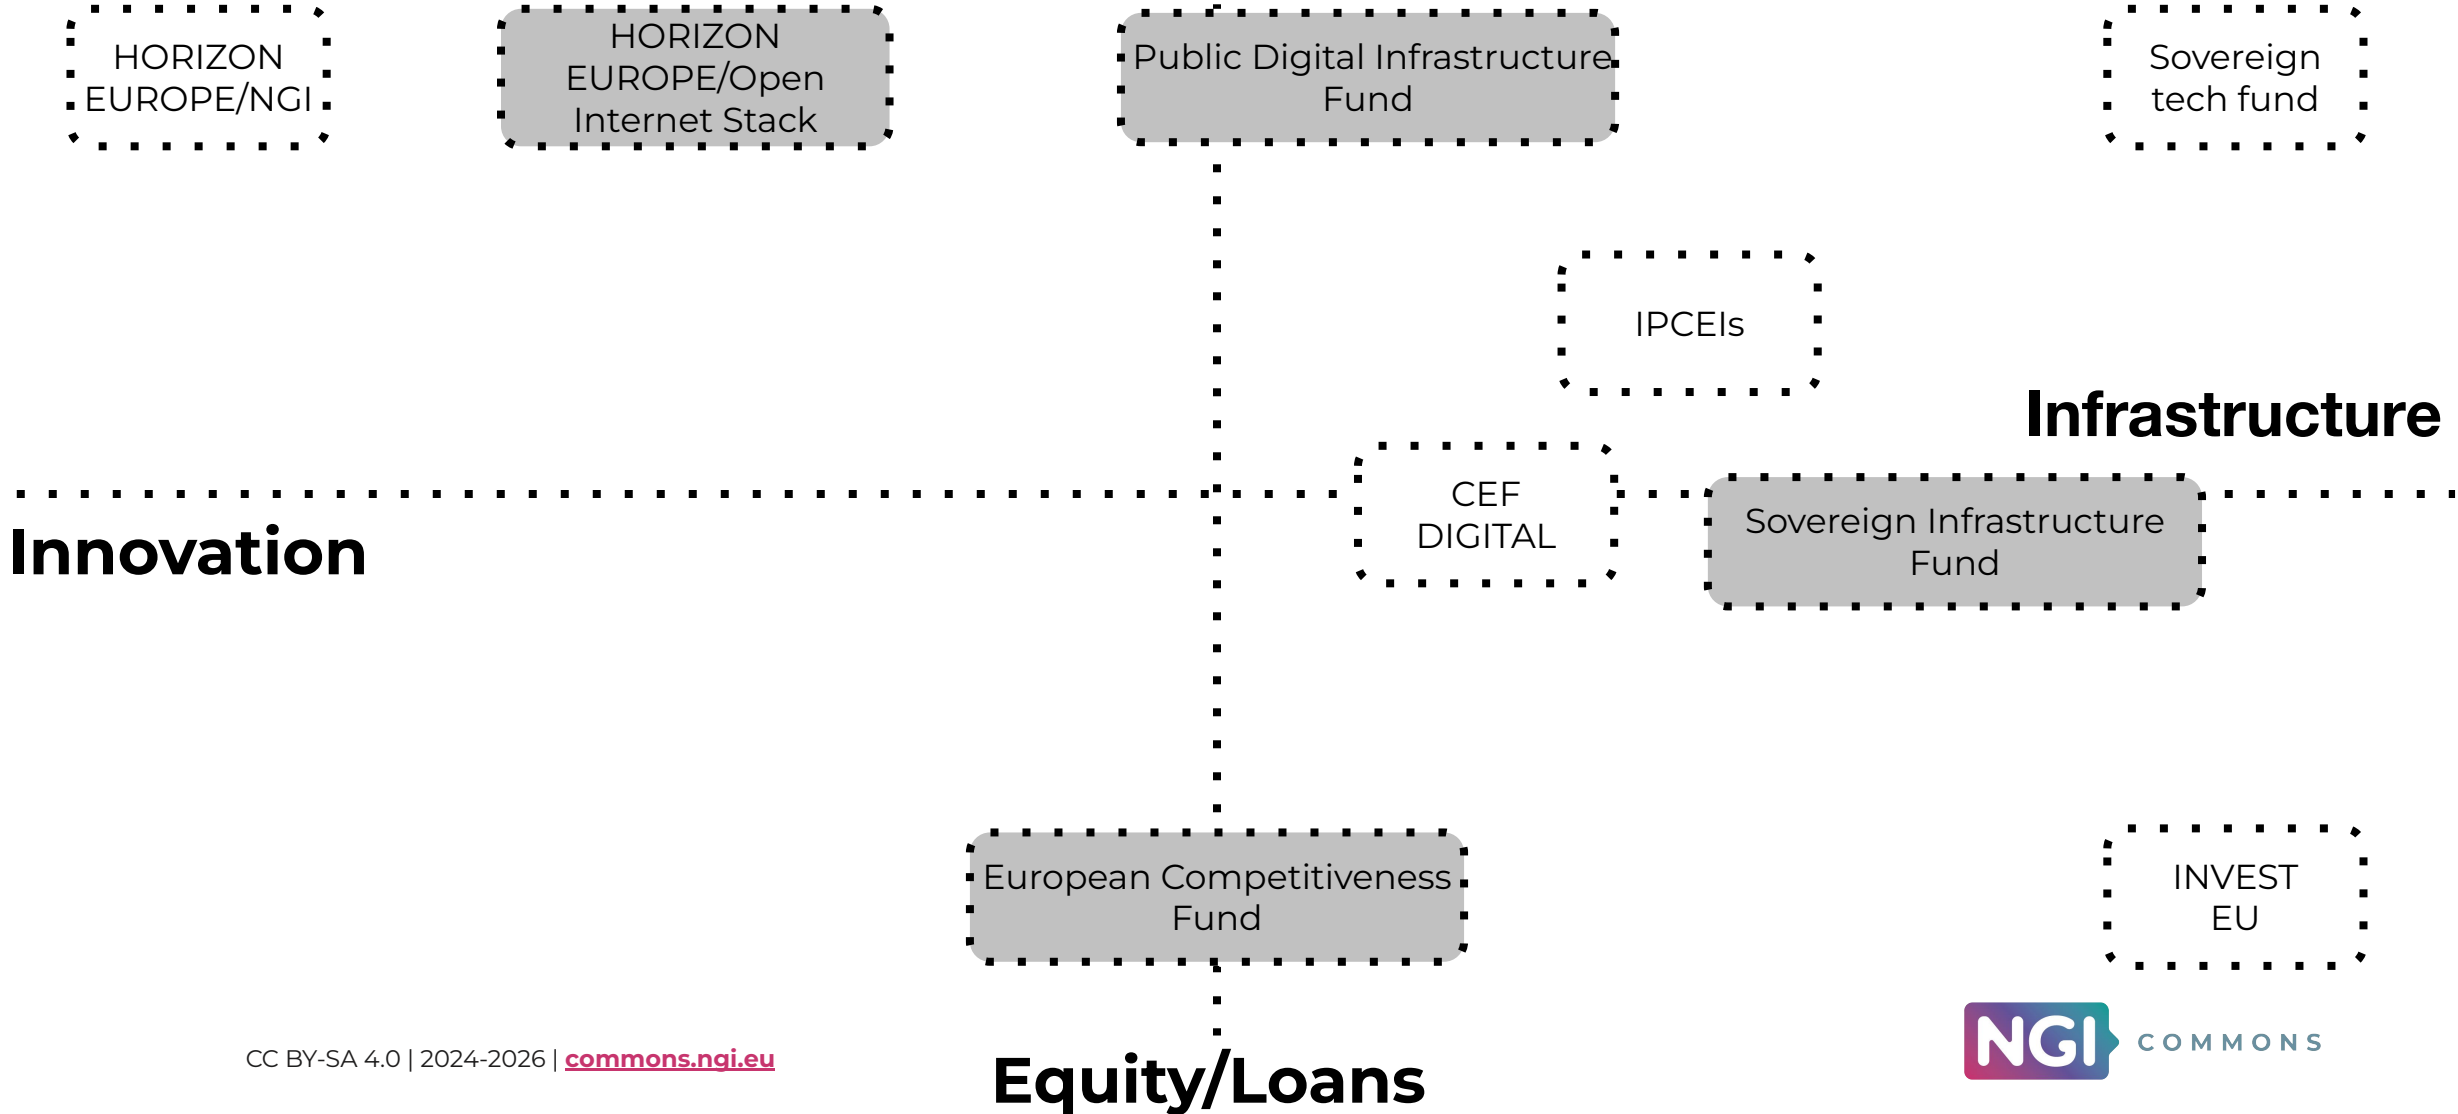 HORIZON
EUROPE/NGI
HORIZON
EUROPE/Open
Internet Stack
Public Digital Infrastructure
Fund
Sovereign
tech fund
IPCEIs
Infrastructure
CEF
DIGITAL
Sovereign Infrastructure
Fund
Innovation
European Competitiveness
Fund
INVEST
EU
CC BY-SA 4.0 | 2024-2026 | commons.ngi.eu
Equity/Loans
NGI COMMONS